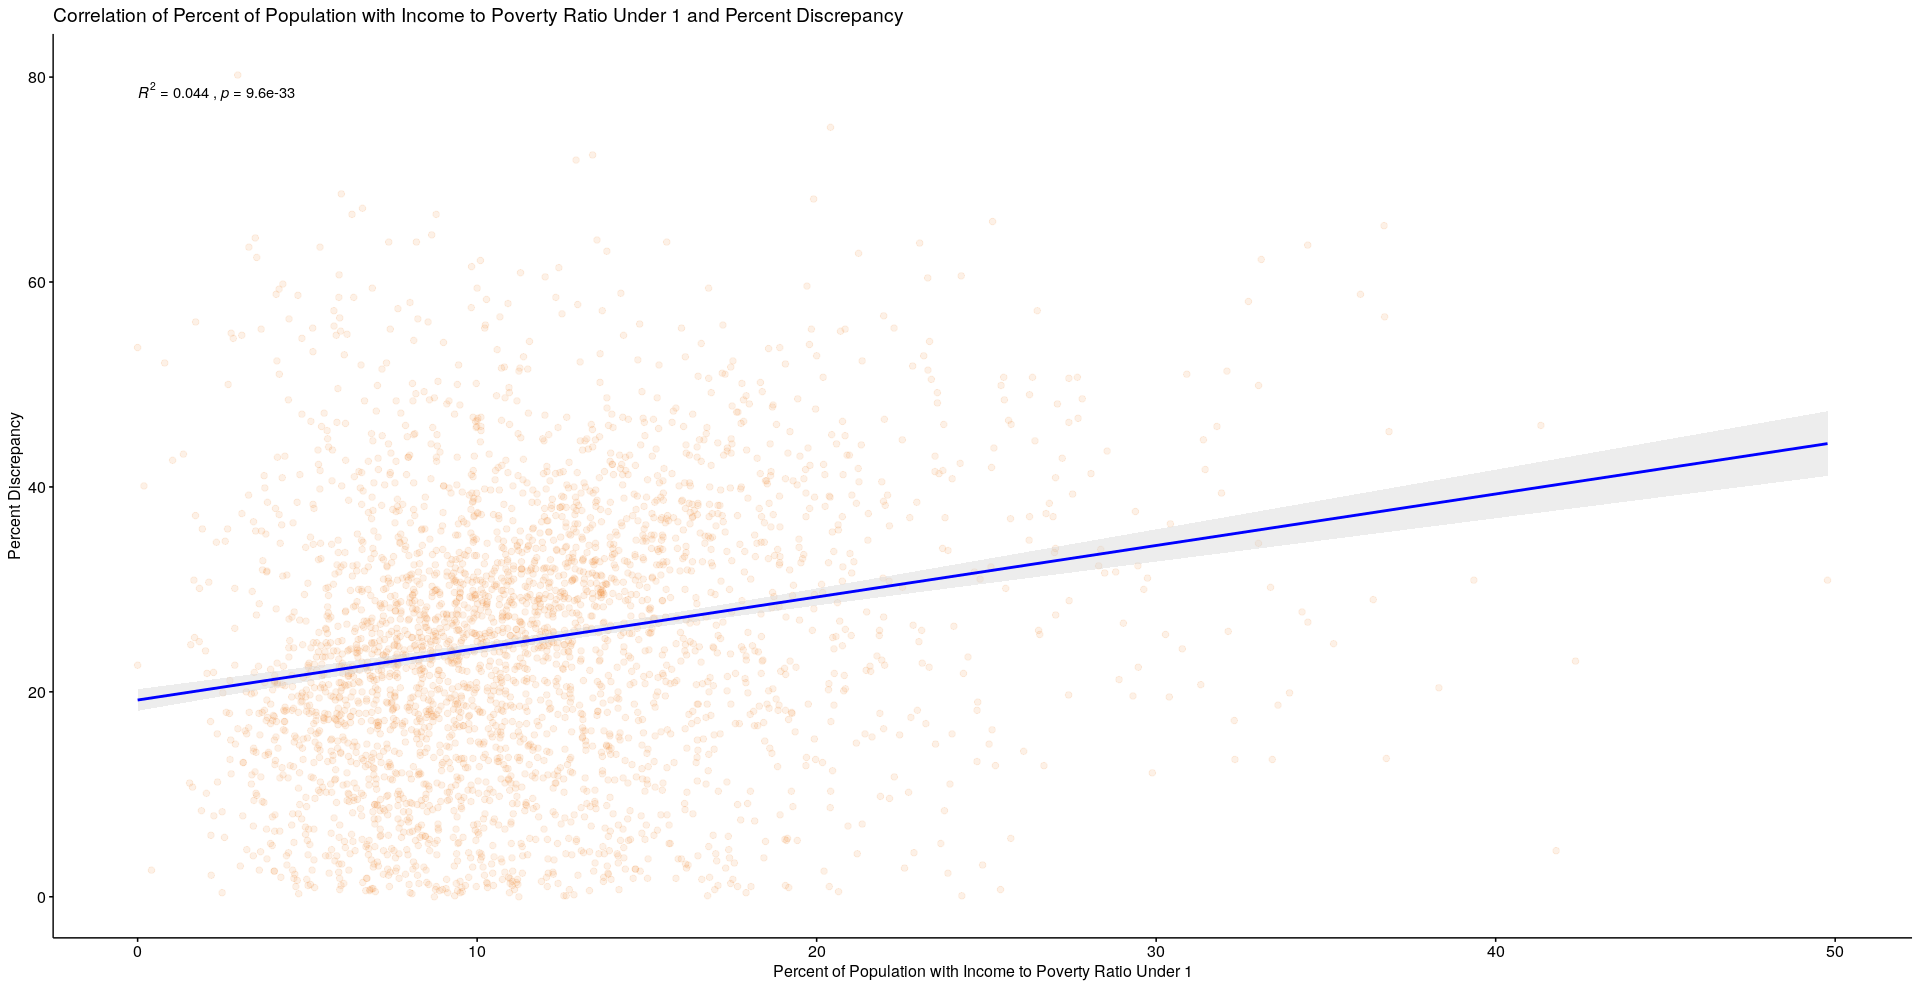 Correlation of Percent of Population with Income to Poverty Ratio Under 1 and Percent Discrepancy
R² = 0.044 , p = 9.6e-33
Percent Discrepancy
80
60
40
20
0
0 10 20 30 40 50
Percent of Population with Income to Poverty Ratio Under 1